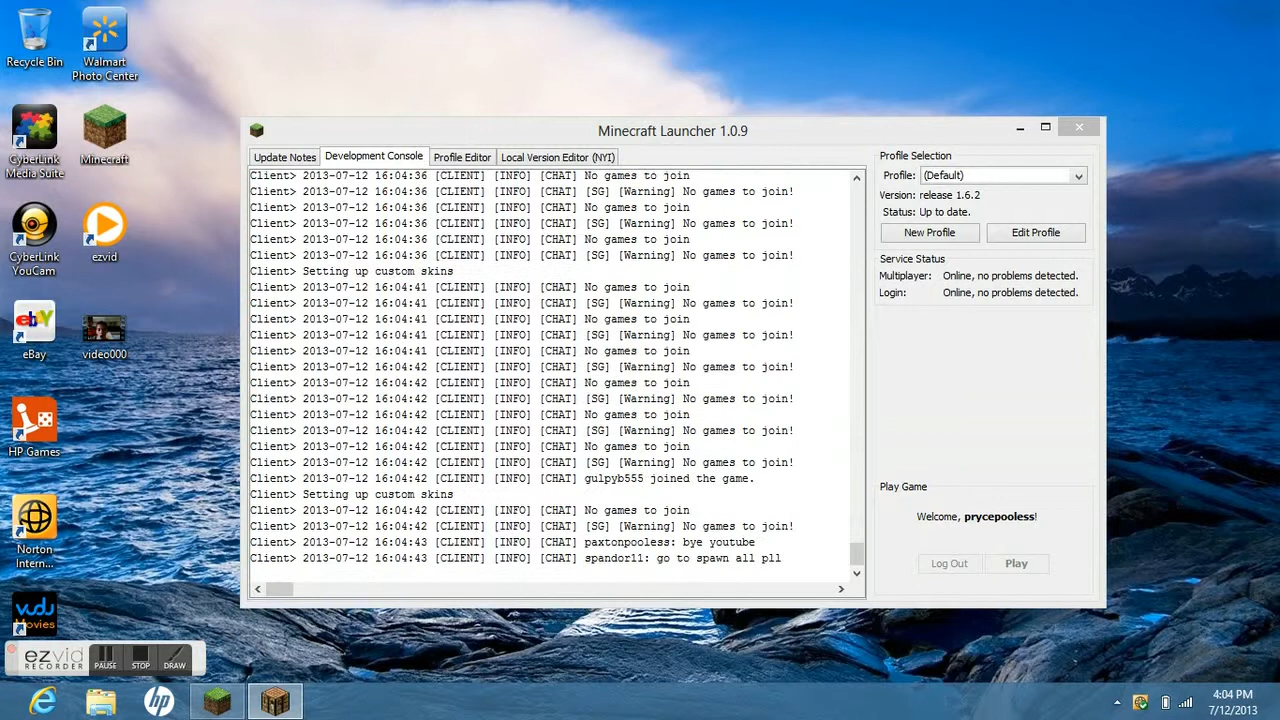 Recycle Bin
Walmart
Photo Center
CyberLink
Media Suite
Minecraft
CyberLink
YouCam
ezvid
ebY
eBay
video000
HP Games
Norton
Intern...
vudu
Movies
ezvid
RECORDER
PAUSE
STOP
DRAW
Minecraft Launcher 1.0.9
Update Notes
Development Console
Profile Editor
Local Version Editor (NYI)
Client> 2013-07-12 16:04:36 [CLIENT] [INFO] [CHAT] No games to join
Client> 2013-07-12 16:04:36 [CLIENT] [INFO] [CHAT] [SG] [Warning] No games to join!
Client> 2013-07-12 16:04:36 [CLIENT] [INFO] [CHAT] No games to join
Client> 2013-07-12 16:04:36 [CLIENT] [INFO] [CHAT] [SG] [Warning] No games to join!
Client> 2013-07-12 16:04:36 [CLIENT] [INFO] [CHAT] No games to join
Client> 2013-07-12 16:04:36 [CLIENT] [INFO] [CHAT] [SG] [Warning] No games to join!
Client> Setting up custom skins
Client> 2013-07-12 16:04:41 [CLIENT] [INFO] [CHAT] No games to join
Client> 2013-07-12 16:04:41 [CLIENT] [INFO] [CHAT] [SG] [Warning] No games to join!
Client> 2013-07-12 16:04:41 [CLIENT] [INFO] [CHAT] No games to join
Client> 2013-07-12 16:04:41 [CLIENT] [INFO] [CHAT] [SG] [Warning] No games to join!
Client> 2013-07-12 16:04:41 [CLIENT] [INFO] [CHAT] No games to join
Client> 2013-07-12 16:04:42 [CLIENT] [INFO] [CHAT] [SG] [Warning] No games to join!
Client> 2013-07-12 16:04:42 [CLIENT] [INFO] [CHAT] No games to join
Client> 2013-07-12 16:04:42 [CLIENT] [INFO] [CHAT] [SG] [Warning] No games to join!
Client> 2013-07-12 16:04:42 [CLIENT] [INFO] [CHAT] No games to join
Client> 2013-07-12 16:04:42 [CLIENT] [INFO] [CHAT] [SG] [Warning] No games to join!
Client> 2013-07-12 16:04:42 [CLIENT] [INFO] [CHAT] No games to join
Client> 2013-07-12 16:04:42 [CLIENT] [INFO] [CHAT] [SG] [Warning] No games to join!
Client> 2013-07-12 16:04:42 [CLIENT] [INFO] [CHAT] gulpyb555 joined the game.
Client> Setting up custom skins
Client> 2013-07-12 16:04:42 [CLIENT] [INFO] [CHAT] No games to join
Client> 2013-07-12 16:04:42 [CLIENT] [INFO] [CHAT] [SG] [Warning] No games to join!
Client> 2013-07-12 16:04:43 [CLIENT] [INFO] [CHAT] paxtonpooless: bye youtube
Client> 2013-07-12 16:04:43 [CLIENT] [INFO] [CHAT] spandor11: go to spawn all pll
Profile Selection
Profile: (Default)
Version: release 1.6.2
Status: Up to date.
New Profile
Edit Profile
Service Status
Multiplayer: Online, no problems detected.
Login: Online, no problems detected.
Play Game
Welcome, prycepooless!
Log Out
Play
hp
4:04 PM
7/12/2013